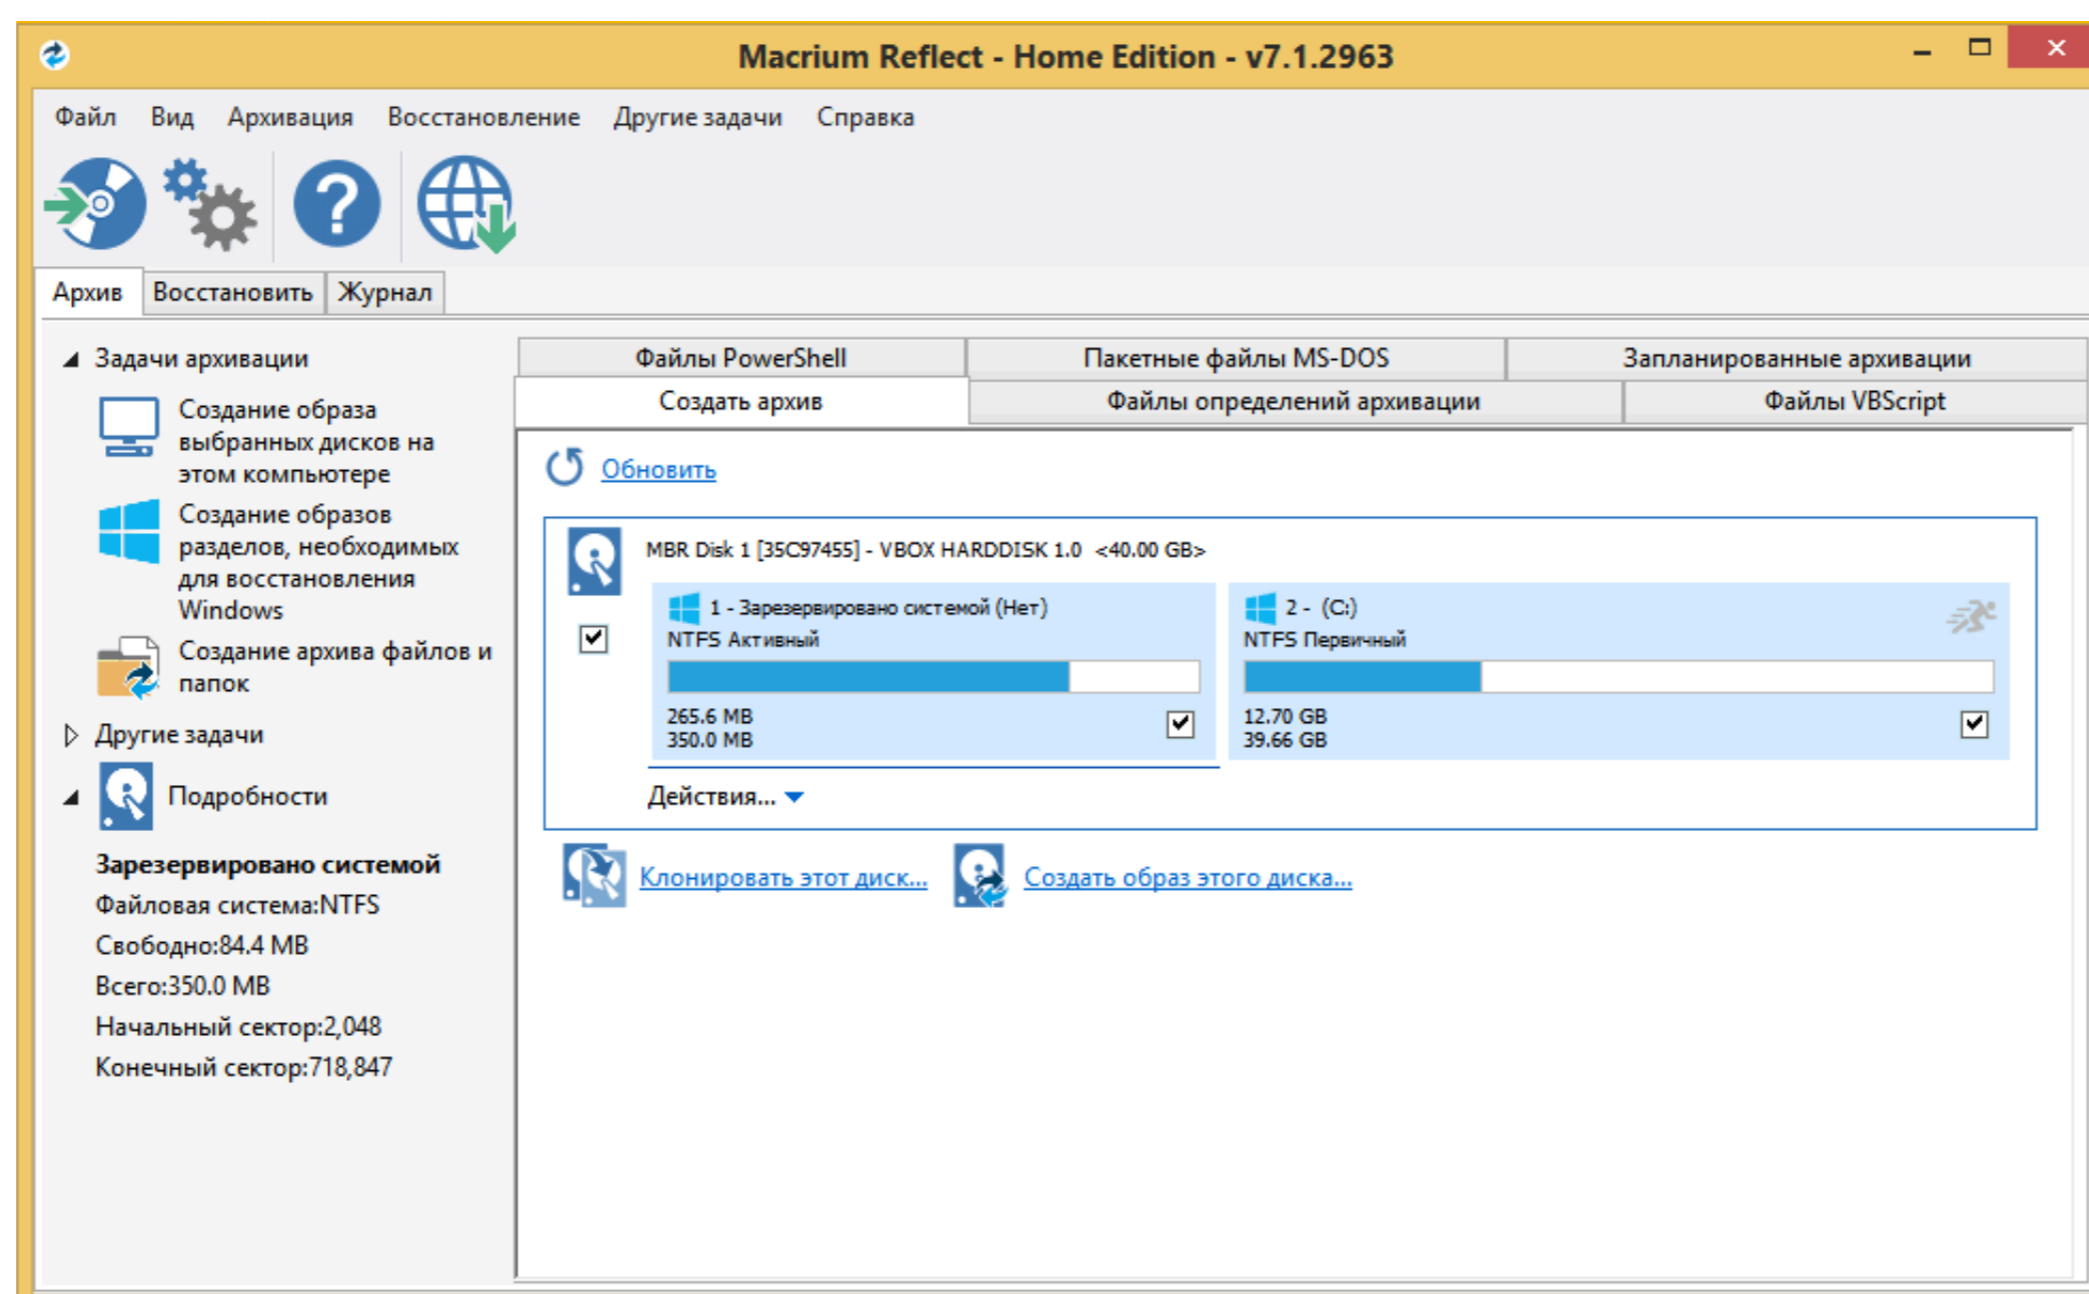 Macrium Reflect - Home Edition - v7.1.2963
Файл Вид Архивация Восстановление Другие задачи Справка
Архив Восстановить Журнал
Задачи архивации
Создание образа
выбранных дисков на
этом компьютере
Создание образов
разделов, необходимых
для восстановления
Windows
Создание архива файлов и
папок
Другие задачи
Подробности
Зарезервировано системой
Файловая система:NTFS
Свободно:84.4 MB
Всего:350.0 MB
Начальный сектор:2,048
Конечный сектор:718,847
Файлы PowerShell Пакетные файлы MS-DOS Запланированные архивации
Создать архив Файлы определений архивации Файлы VBScript
Обновить
MBR Disk 1 [35C97455] - VBOX HARDDISK 1.0 <40.00 GB>
1 - Зарезервировано системой (Нет)
NTFS Активный
265.6 MB
350.0 MB
2 - (C:)
NTFS Первичный
12.70 GB
39.66 GB
Действия...
Клонировать этот диск... Создать образ этого диска...